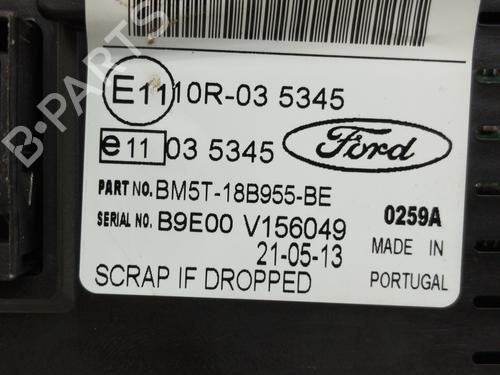 E11 10R-03 5345
e 11 03 5345 Ford
PART NO. BM5T-18B955-BE
SERIAL NO. B9E00 V156049 0259A
21-05-13 MADE IN
SCRAP IF DROPPED PORTUGAL
B-PARTS